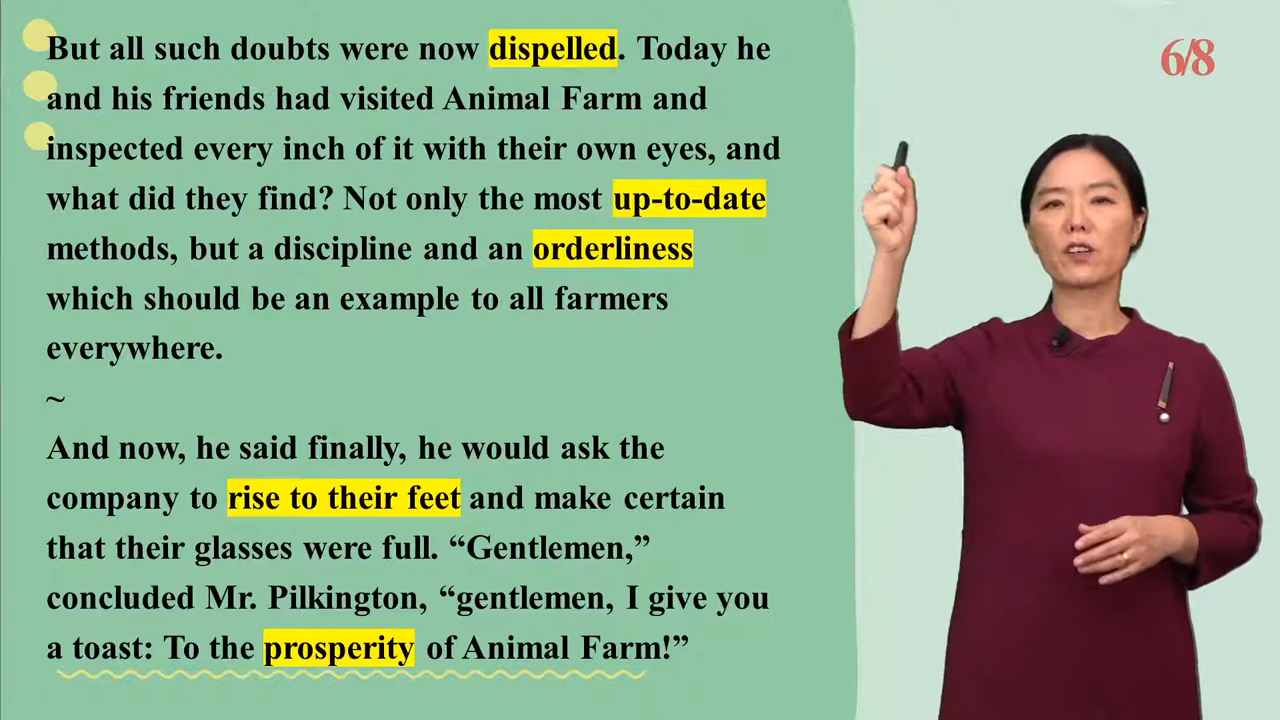 But all such doubts were now dispelled. Today he
and his friends had visited Animal Farm and
inspected every inch of it with their own eyes, and
what did they find? Not only the most up-to-date
methods, but a discipline and an orderliness
which should be an example to all farmers
everywhere.
~
And now, he said finally, he would ask the
company to rise to their feet and make certain
that their glasses were full. “Gentlemen,”
concluded Mr. Pilkington, “gentlemen, I give you
a toast: To the prosperity of Animal Farm!”
6/8